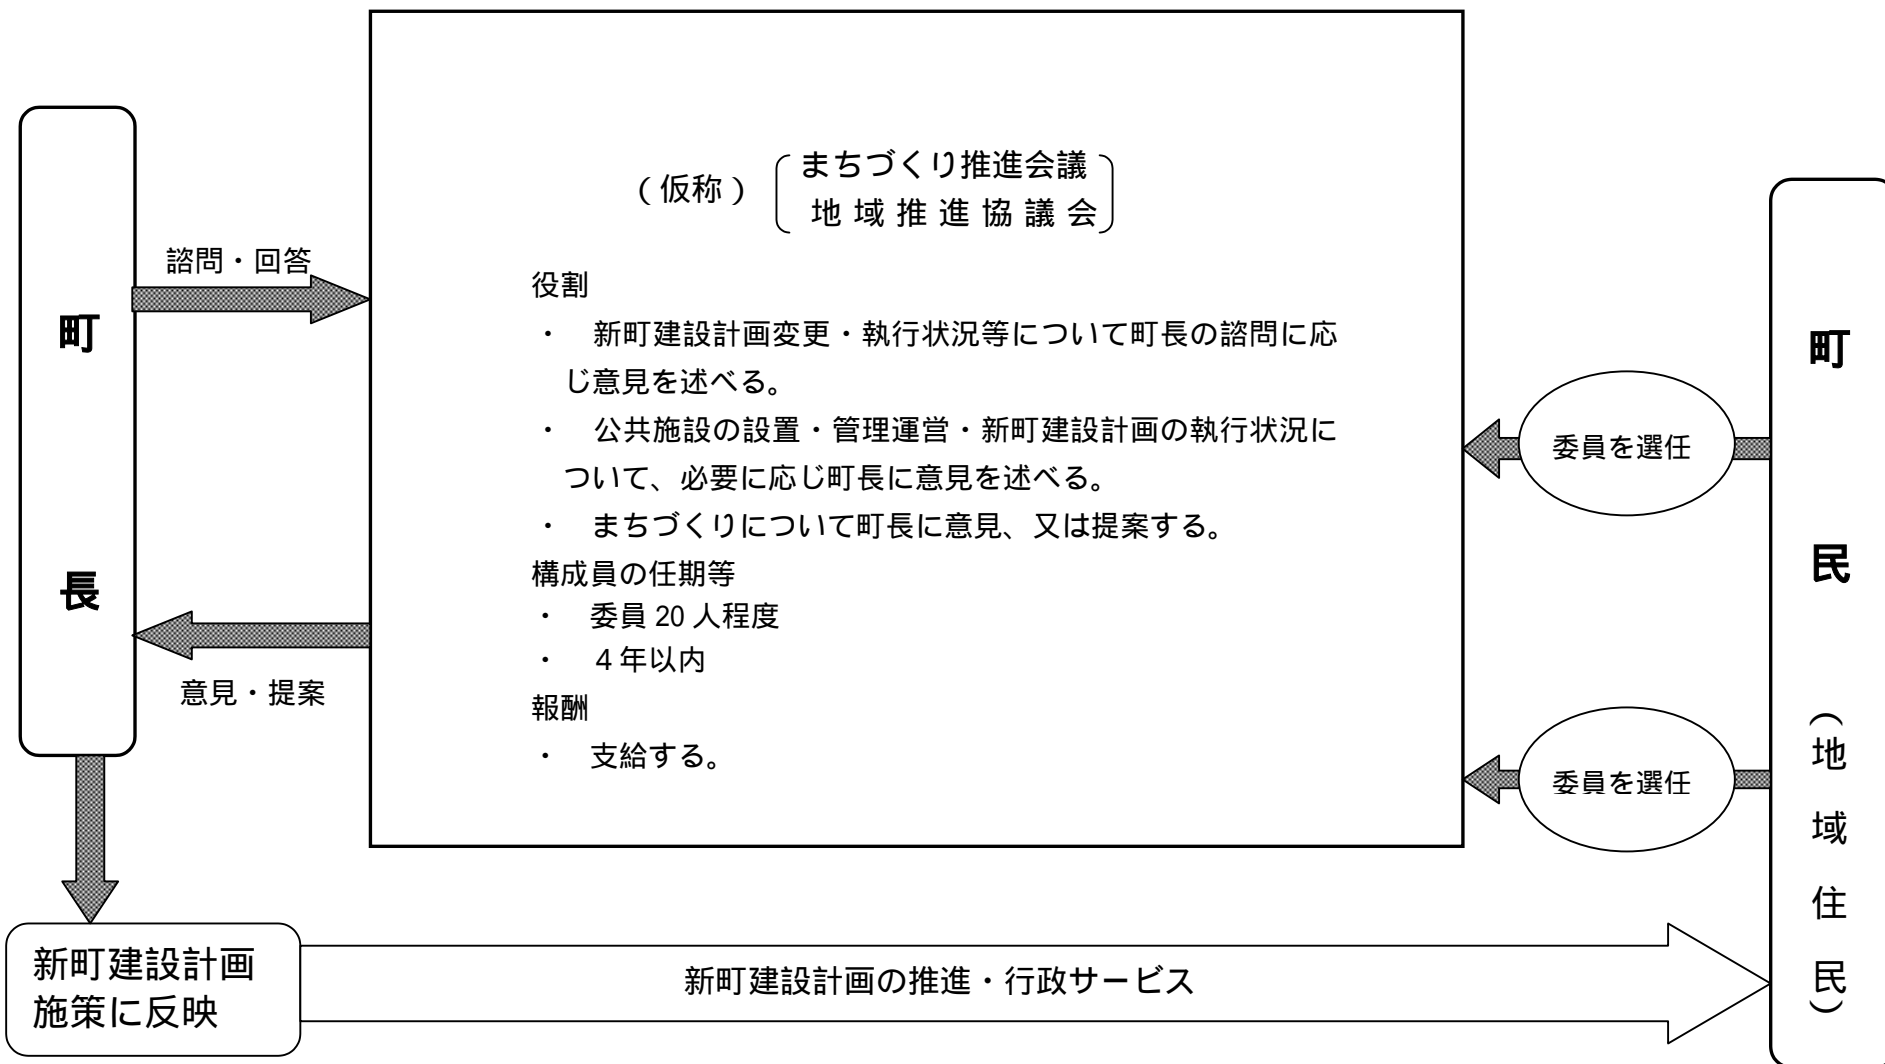 町長
諮問・回答
意見・提案
(仮称)
まちづくり推進会議
地域推進協議会
役割
・ 新町建設計画変更・執行状況等について町長の諮問に応
じ意見を述べる。
・ 公共施設の設置・管理運営・新町建設計画の執行状況に
ついて、必要に応じ町長に意見を述べる。
・ まちづくりについて町長に意見、又は提案する。
構成員の任期等
・ 委員 20 人程度
・ 4年以内
報酬
・ 支給する。
委員を選任
委員を選任
町民(地域住民)
新町建設計画
施策に反映
新町建設計画の推進・行政サービス